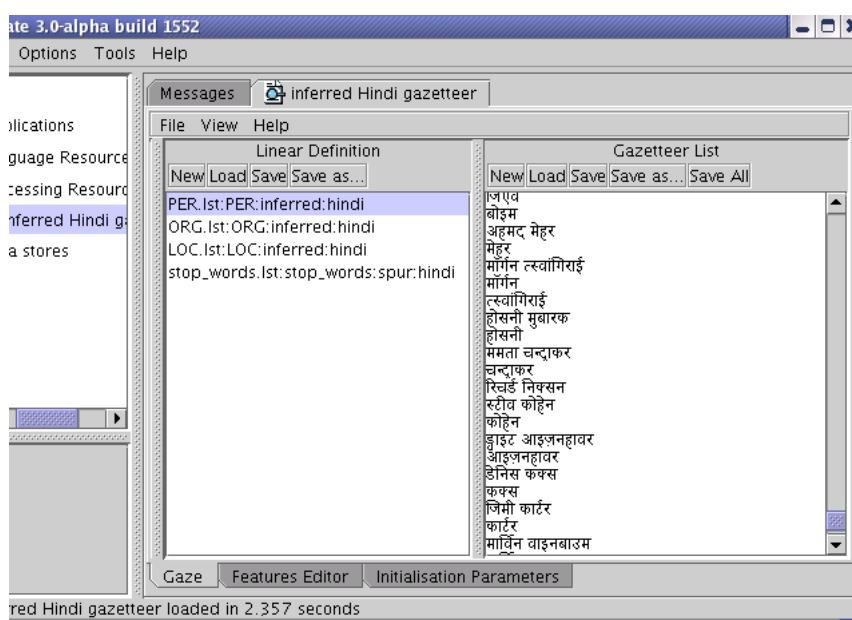 ate 3.0-alpha build 1552
Options Tools Help
Messages inferred Hindi gazetteer
plications
guage Resource
cessing Resourc
nferred Hindi ga
a stores
File View Help
Linear Definition
New Load Save Save as...
PER.lst:PER:inferred:hindi
ORG.lst:ORG:inferred:hindi
LOC.lst:LOC:inferred:hindi
stop_words.lst:stop_words:spur:hindi
Gazetteer List
New Load Save Save as... Save All
बोइम
अहमद मेहर
मेहर
मॉर्गन त्स्वांगिराई
मॉर्गन
त्स्वांगिराई
होसनी मुबारक
होसनी
ममता चन्द्राकर
चन्द्राकर
रिचर्ड निक्सन
स्टीव कोहेन
कोहेन
ड्वाइट आइज़नहावर
आइज़नहावर
डेनिस कक्स
कक्स
जिमी कार्टर
कार्टर
मार्विन वाइनबाउम
Gaze Features Editor Initialisation Parameters
rred Hindi gazetteer loaded in 2.357 seconds